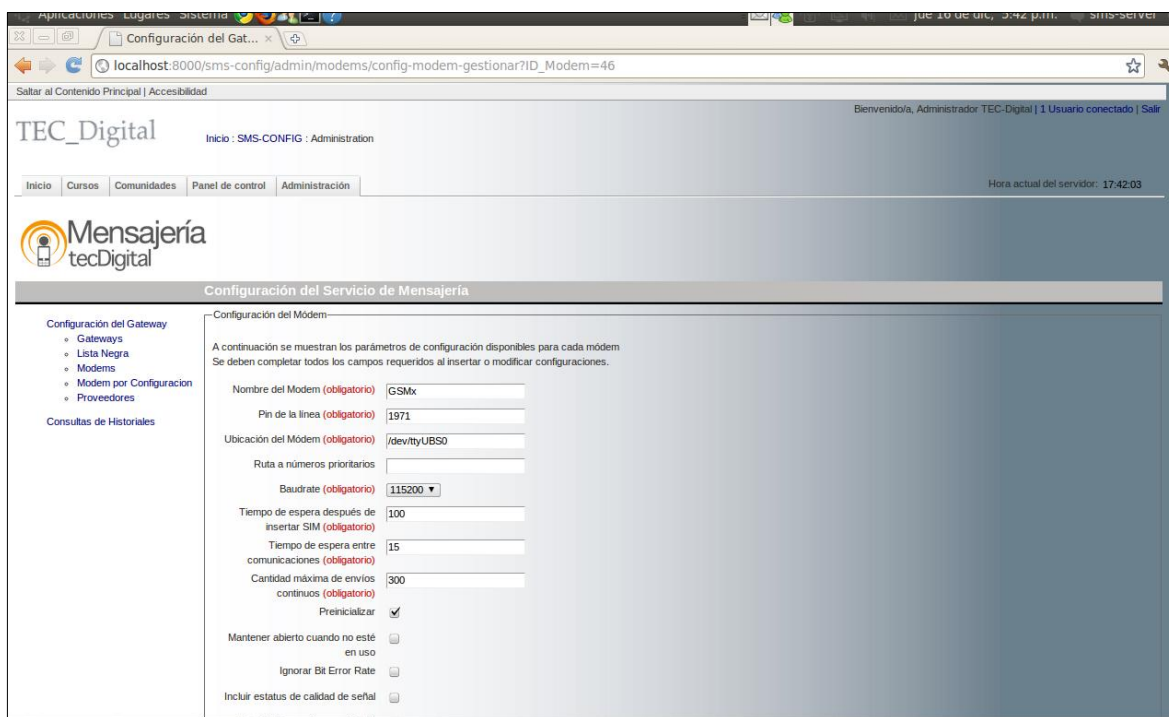 Aplicaciones Lugares Sistema
jue 16 de dic, 5:42 p.m. sms-server
Configuración del Gat...
localhost:8000/sms-config/admin/modems/config-modem-gestionar?ID_Modem=46
Saltar al Contenido Principal | Accesibilidad
Bienvenido/a, Administrador TEC-Digital | 1 Usuario conectado | Salir
TEC_Digital
Inicio : SMS-CONFIG : Administration
Inicio Cursos Comunidades Panel de control Administración
Hora actual del servidor: 17:42:03
Mensajería
tecDigital
Configuración del Servicio de Mensajería
Configuración del Gateway
Gateways
Lista Negra
Modems
Modem por Configuracion
Proveedores
Consultas de Historiales
Configuración del Módem
A continuación se muestran los parámetros de configuración disponibles para cada módem
Se deben completar todos los campos requeridos al insertar o modificar configuraciones.
Nombre del Modem (obligatorio) GSMx
Pin de la línea (obligatorio) 1971
Ubicación del Módem (obligatorio) /dev/ttyUBS0
Ruta a números prioritarios
Baudrate (obligatorio) 115200
Tiempo de espera después de
insertar SIM (obligatorio) 100
Tiempo de espera entre
comunicaciones (obligatorio) 15
Cantidad máxima de envíos
continuos (obligatorio) 300
Preinicializar
Mantener abierto cuando no esté
en uso
Ignorar Bit Error Rate
Incluir estatus de calidad de señal